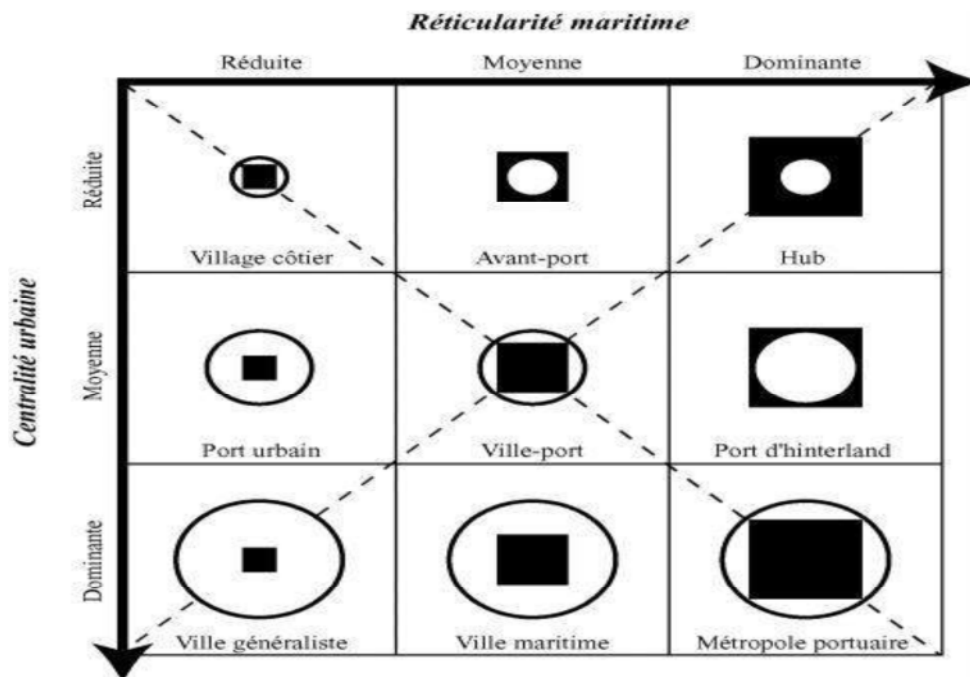 Réticularité maritime
Réduite Moyenne Dominante
Centralité urbaine
Réduite
Village côtier Avant-port Hub
Moyenne
Port urbain Ville-port Port d'hinterland
Dominante
Ville généraliste Ville maritime Métropole portuaire